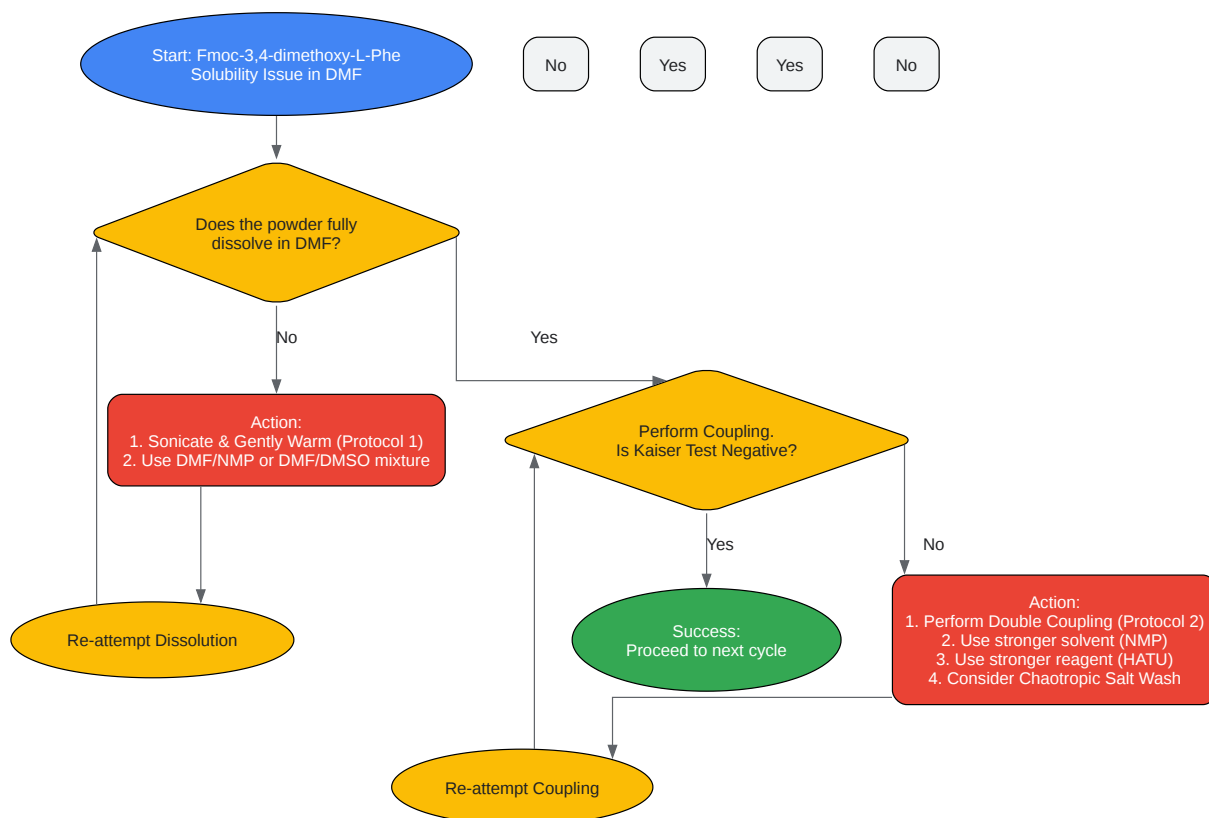 Start: Fmoc-3,4-dimethoxy-L-Phe
Solubility Issue in DMF
No
Yes
Yes
No
Does the powder fully
dissolve in DMF?
No
Yes
Action:
1. Sonicate & Gently Warm (Protocol 1)
2. Use DMF/NMP or DMF/DMSO mixture
Perform Coupling.
Is Kaiser Test Negative?
Yes
No
Re-attempt Dissolution
Success:
Proceed to next cycle
Action:
1. Perform Double Coupling (Protocol 2)
2. Use stronger solvent (NMP)
3. Use stronger reagent (HATU)
4. Consider Chaotropic Salt Wash
Re-attempt Coupling